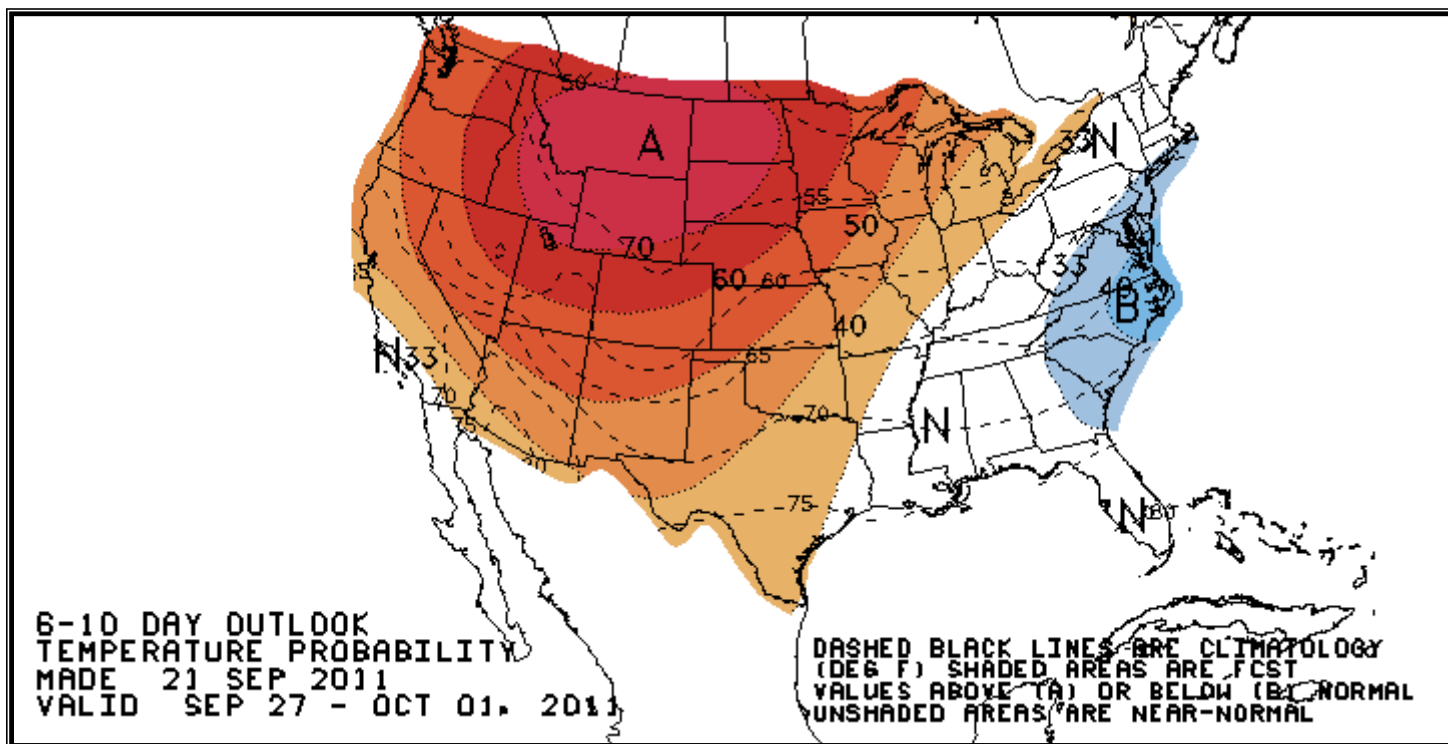 50
A
33
N
55
50
70
60
60
33
40
B
40
N
33
65
70
75
70
N
75
N
6-10 DAY OUTLOOK
TEMPERATURE PROBABILITY
MADE 21 SEP 2011
VALID SEP 27 - OCT 01, 2011
DASHED BLACK LINES ARE CLIMATOLOGY
(DEG F) SHADED AREAS ARE FCST
VALUES ABOVE (A) OR BELOW (B) NORMAL
UNSHADED AREAS ARE NEAR-NORMAL